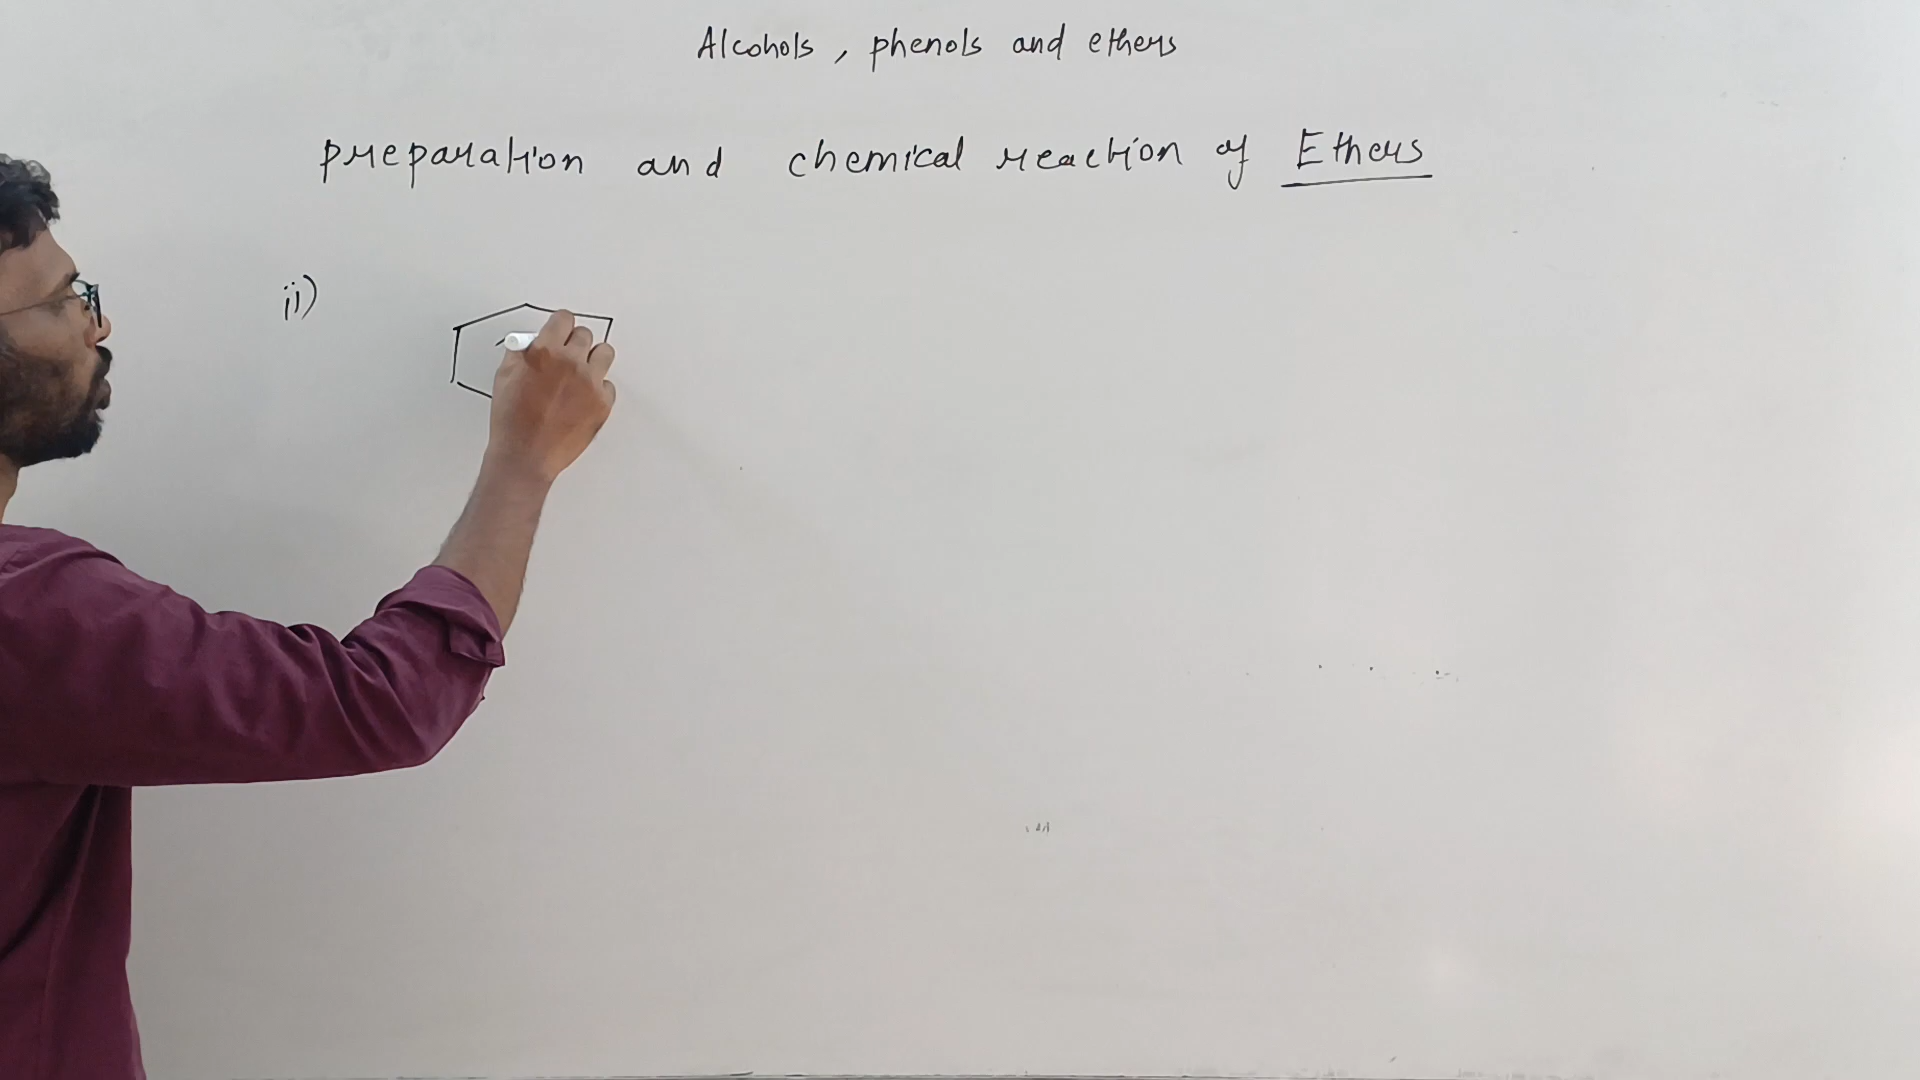 Alcohols, phenols and ethers
preparation and chemical reaction of Ethers
ii)